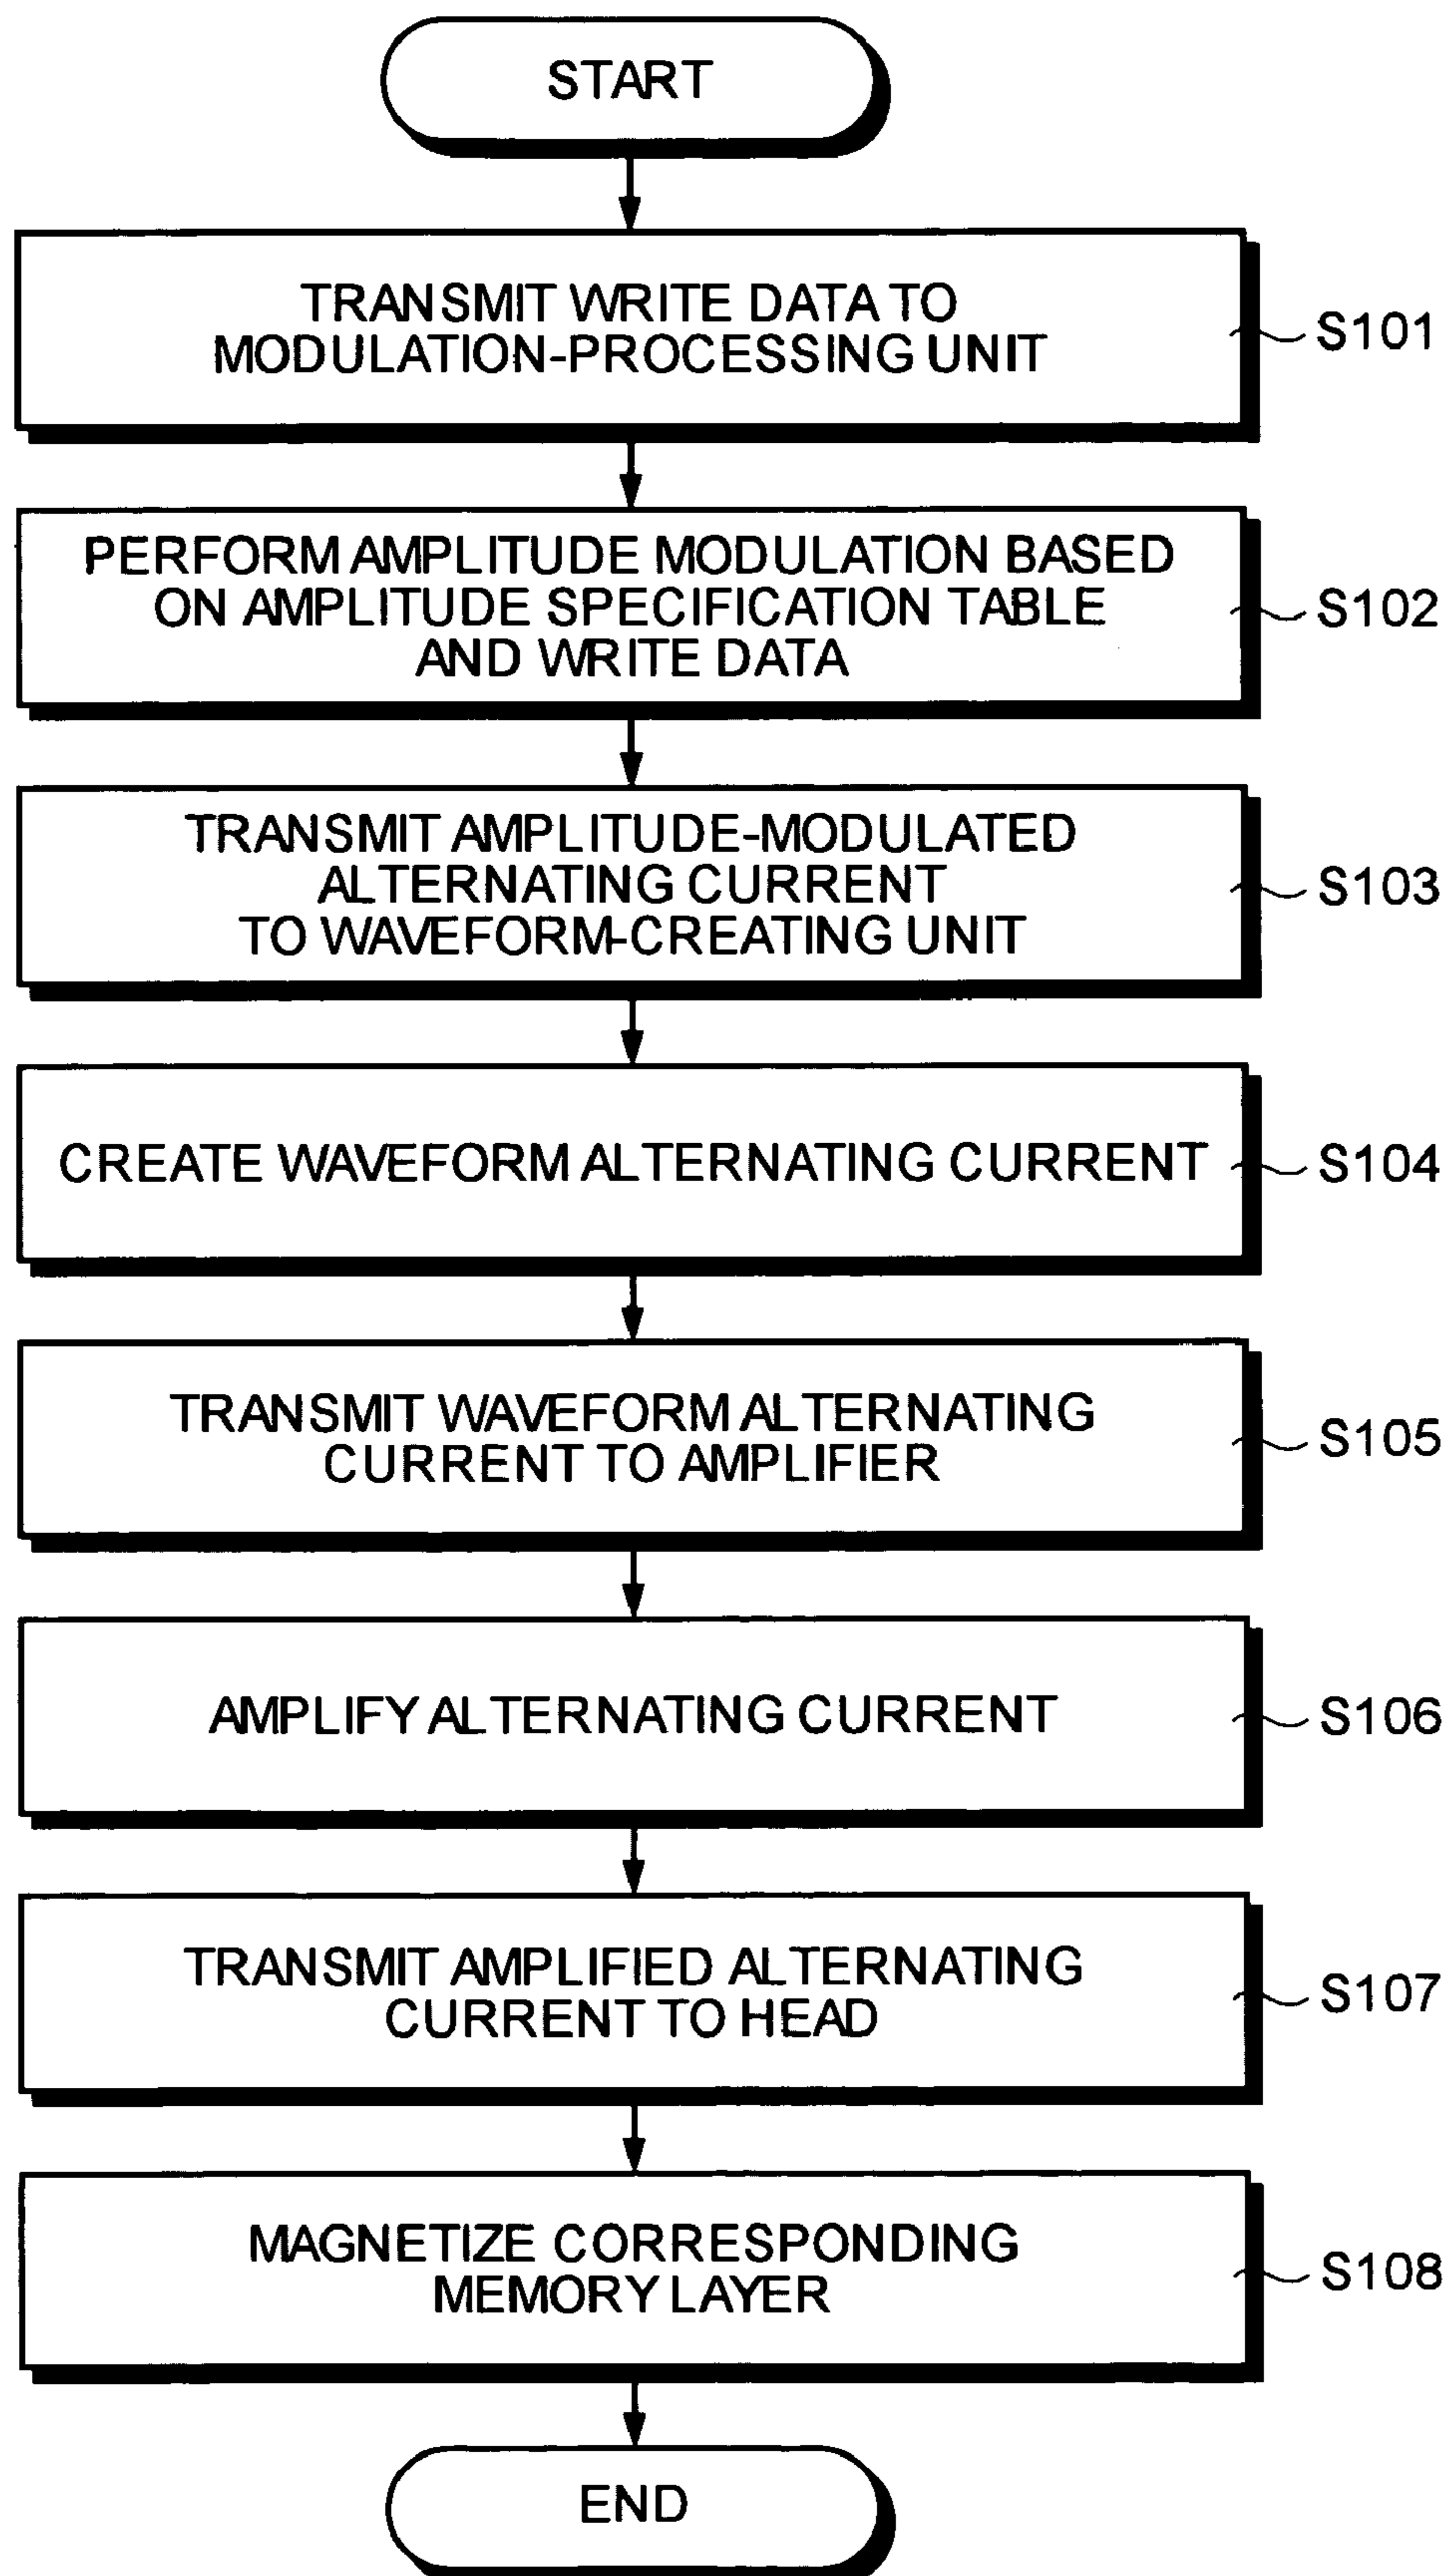 START
TRANSMIT WRITE DATA TO
MODULATION-PROCESSING UNIT
S101
PERFORM AMPLITUDE MODULATION BASED
ON AMPLITUDE SPECIFICATION TABLE
AND WRITE DATA
S102
TRANSMIT AMPLITUDE-MODULATED
ALTERNATING CURRENT
TO WAVEFORM-CREATING UNIT
S103
CREATE WAVEFORM ALTERNATING CURRENT
S104
TRANSMIT WAVEFORM ALTERNATING
CURRENT TO AMPLIFIER
S105
AMPLIFY ALTERNATING CURRENT
S106
TRANSMIT AMPLIFIED ALTERNATING
CURRENT TO HEAD
S107
MAGNETIZE CORRESPONDING
MEMORY LAYER
S108
END